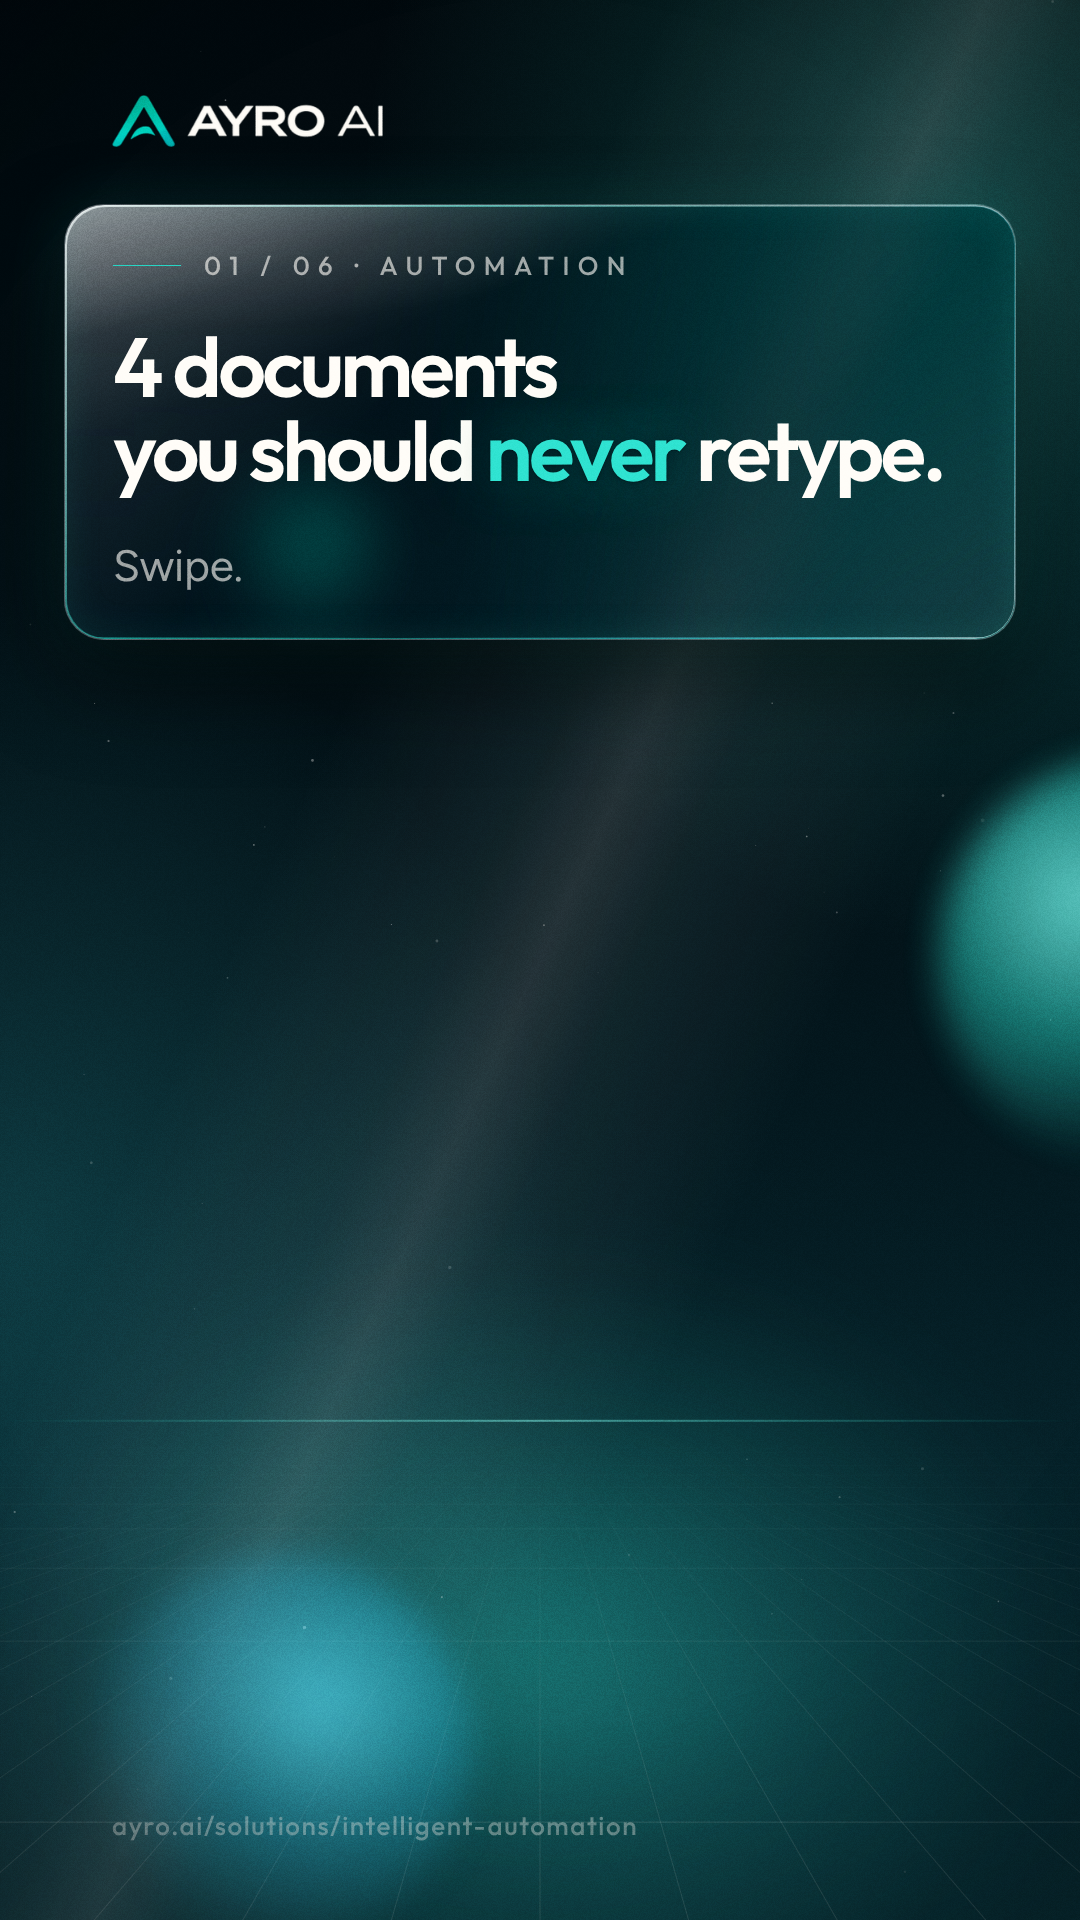 AYRO AI
01 / 06 · AUTOMATION
4 documents
you should never retype.
Swipe.
ayro.ai/solutions/intelligent-automation